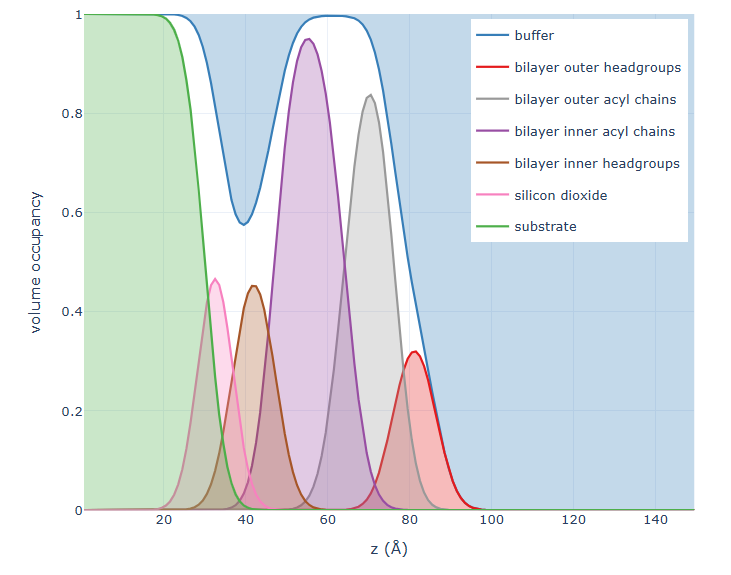 1
0.8
0.6
0.4
0.2
0
volume occupancy
buffer
bilayer outer headgroups
bilayer outer acyl chains
bilayer inner acyl chains
bilayer inner headgroups
silicon dioxide
substrate
20 40 60 80 100 120 140
z (Å)